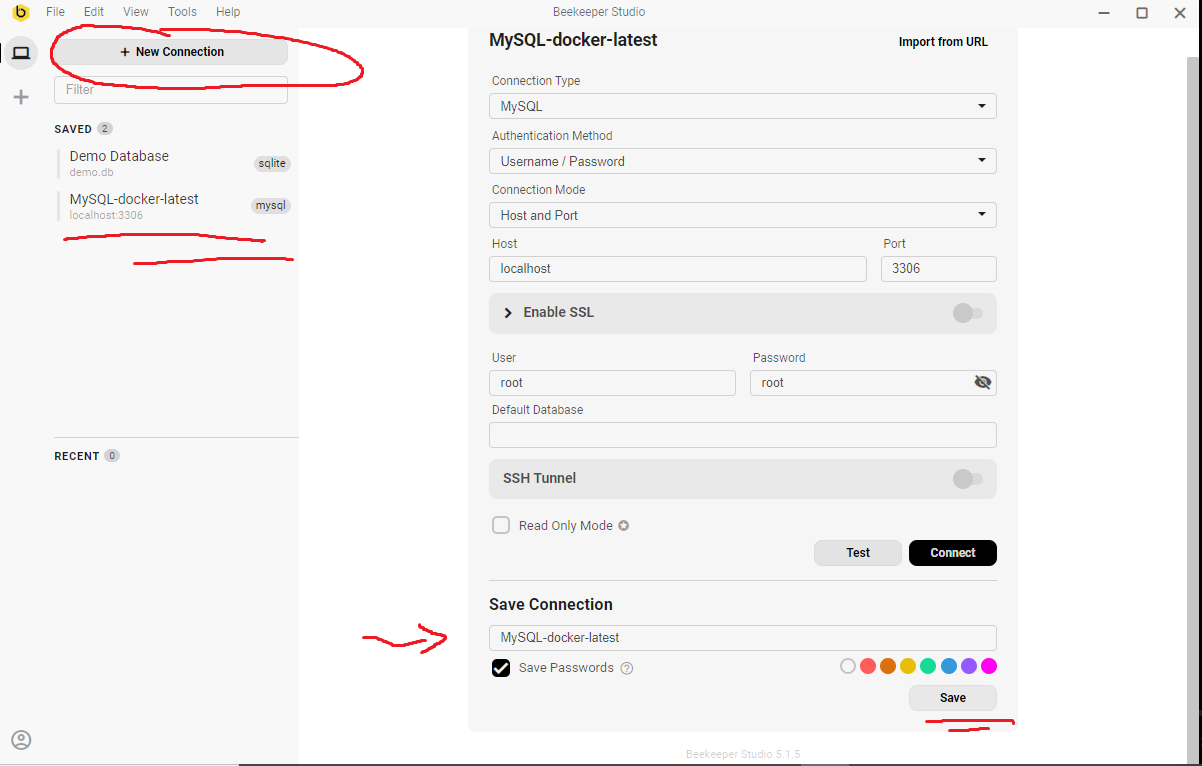 File Edit View Tools Help
Beekeeper Studio
+ New Connection
Filter
SAVED 2
Demo Database
demo.db
sqlite
MySQL-docker-latest
localhost:3306
mysql
RECENT 0
MySQL-docker-latest
Import from URL
Connection Type
MySQL
Authentication Method
Username / Password
Connection Mode
Host and Port
Host Port
localhost 3306
Enable SSL
User Password
root root
Default Database
SSH Tunnel
Read Only Mode
Test Connect
Save Connection
MySQL-docker-latest
Save Passwords ?
Save
Beekeeper Studio 5.1.5